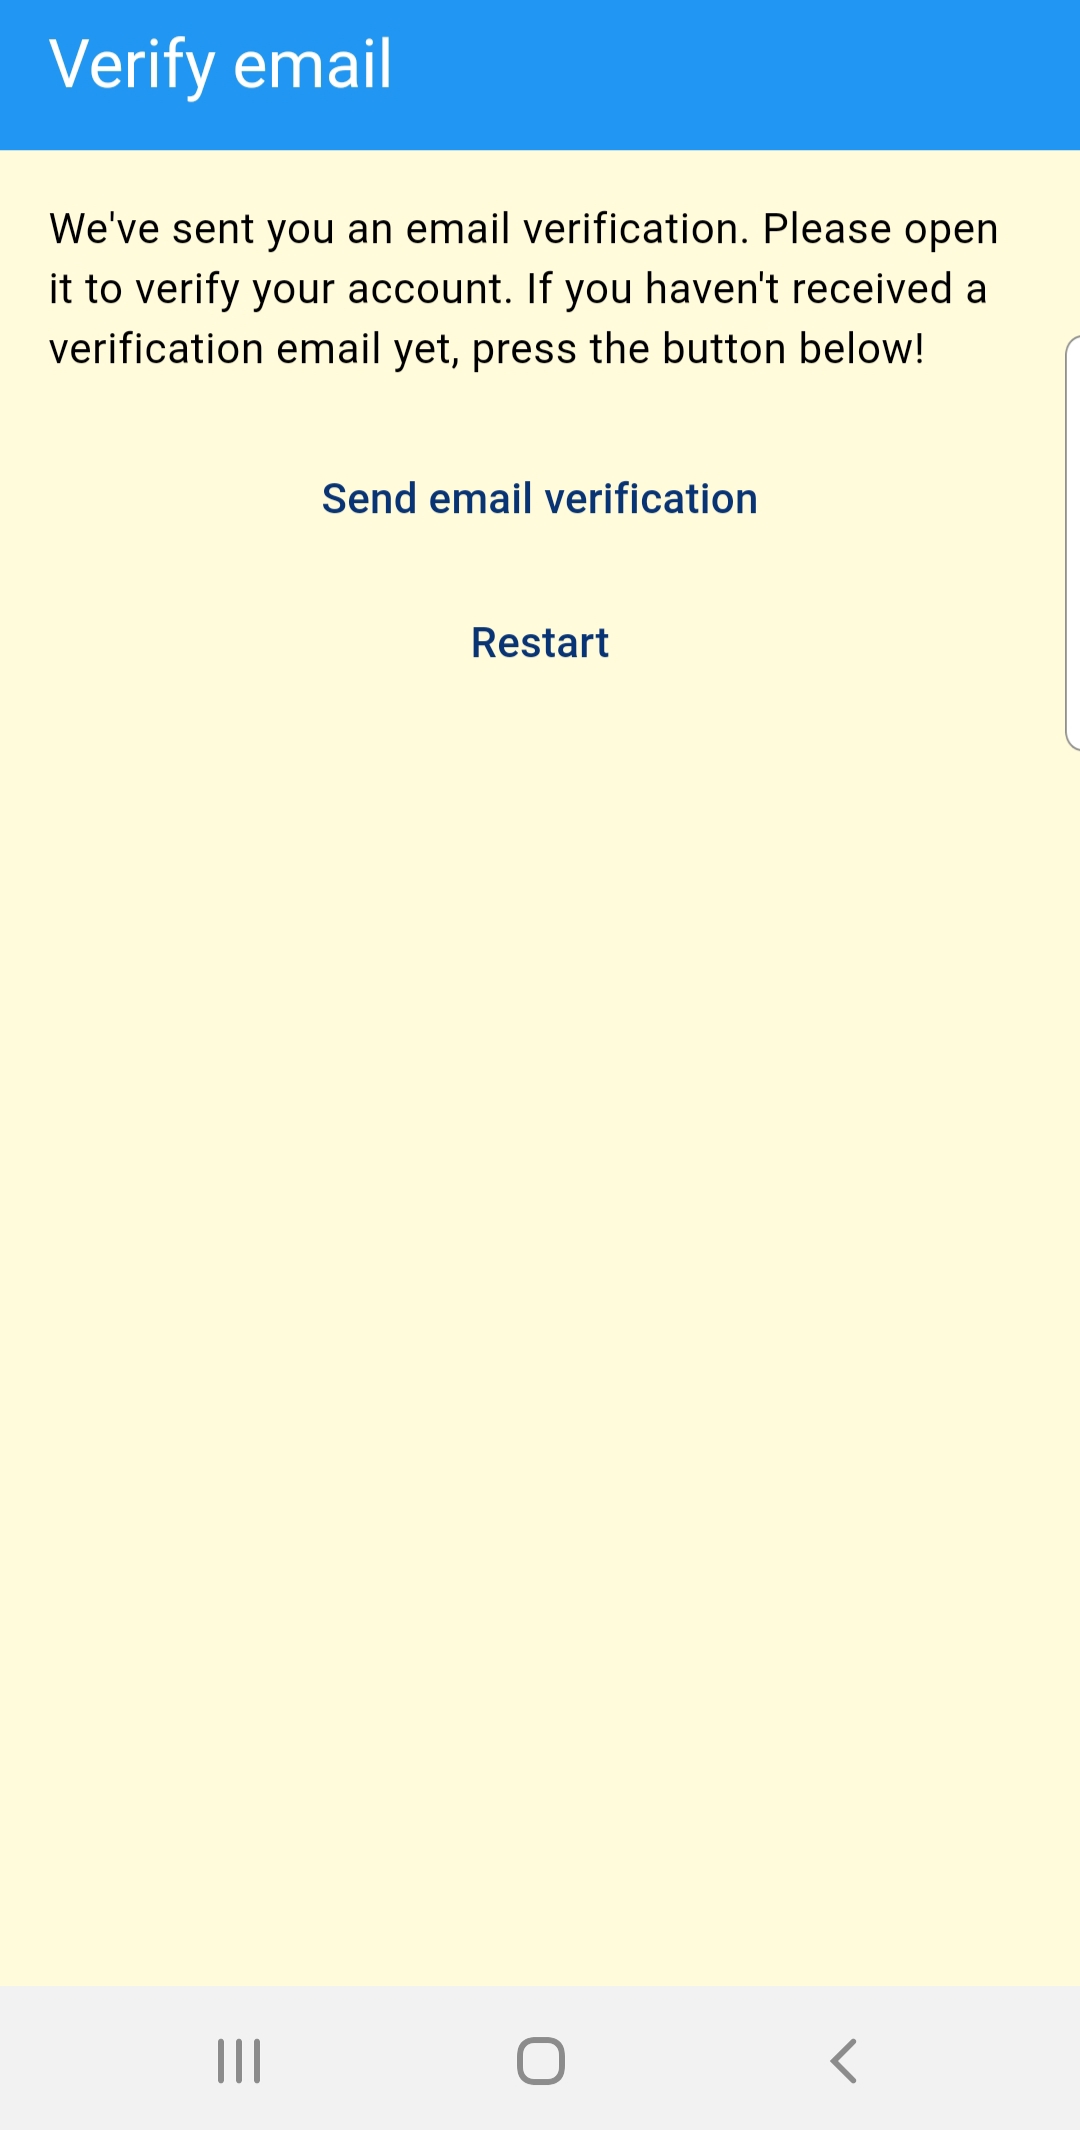 Verify email
We've sent you an email verification. Please open
it to verify your account. If you haven't received a
verification email yet, press the button below!
Send email verification
Restart